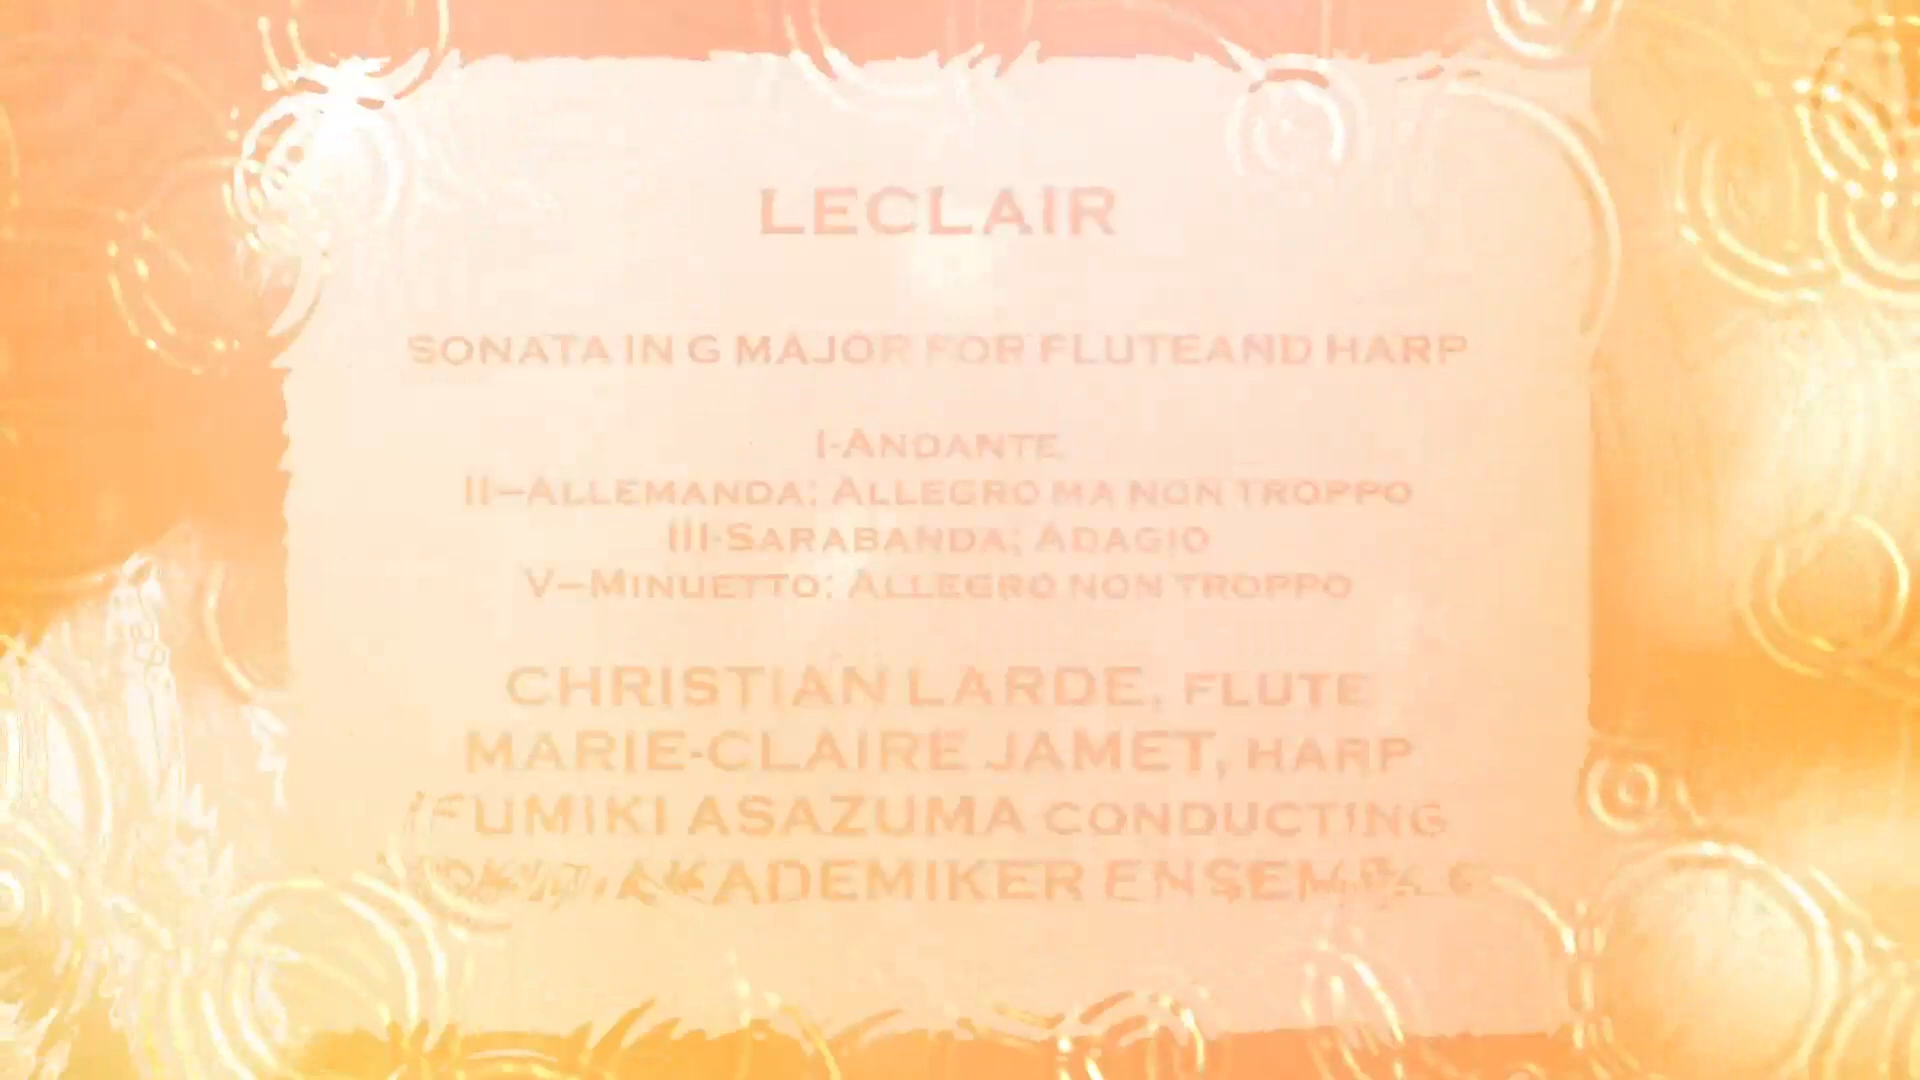 LECLAIR
SONATA IN G MAJOR FOR FLUTEAND HARP
I-ANDANTE
II–ALLEMANDA: ALLEGRO MA NON TROPPO
III-SARABANDA; ADAGIO
V–MINUETTO: ALLEGRO NON TROPPO
CHRISTIAN LARDE, FLUTE
MARIE-CLAIRE JAMET, HARP
FUMIKI ASAZUMA CONDUCTING
AKADEMIKER ENSEMBLE